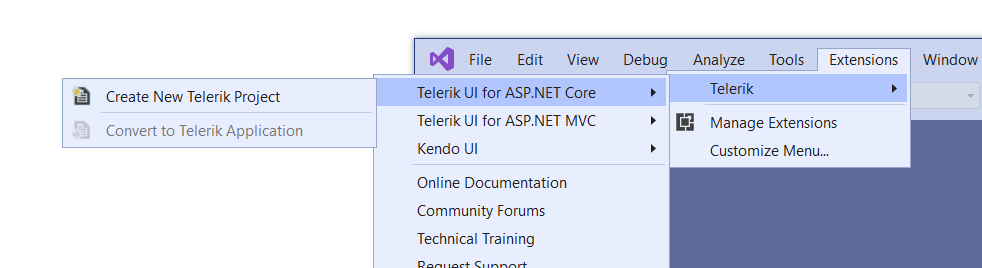 File Edit View Debug Analyze Tools Extensions Window
Telerik
Manage Extensions
Customize Menu...
Telerik UI for ASP.NET Core
Telerik UI for ASP.NET MVC
Kendo UI
Online Documentation
Community Forums
Technical Training
Request Support
Create New Telerik Project
Convert to Telerik Application